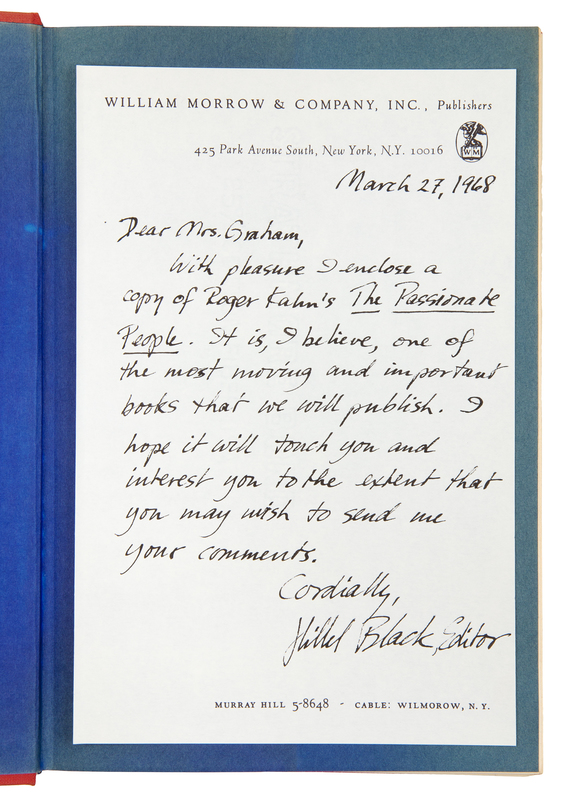 WILLIAM MORROW & COMPANY, INC., Publishers
425 Park Avenue South, New York, N.Y. 10016
WM
March 27, 1968
Dear Mrs. Graham,
With pleasure I enclose a
copy of Roger Kahn's The Passionate
People. It is, I believe, one of
the most moving and important
books that we will publish. I
hope it will touch you and
interest you to the extent that
you may wish to send me
your comments.
Cordially,
Hillel Black, Editor
MURRAY HILL 5-8648 - CABLE: WILMOROW, N.Y.